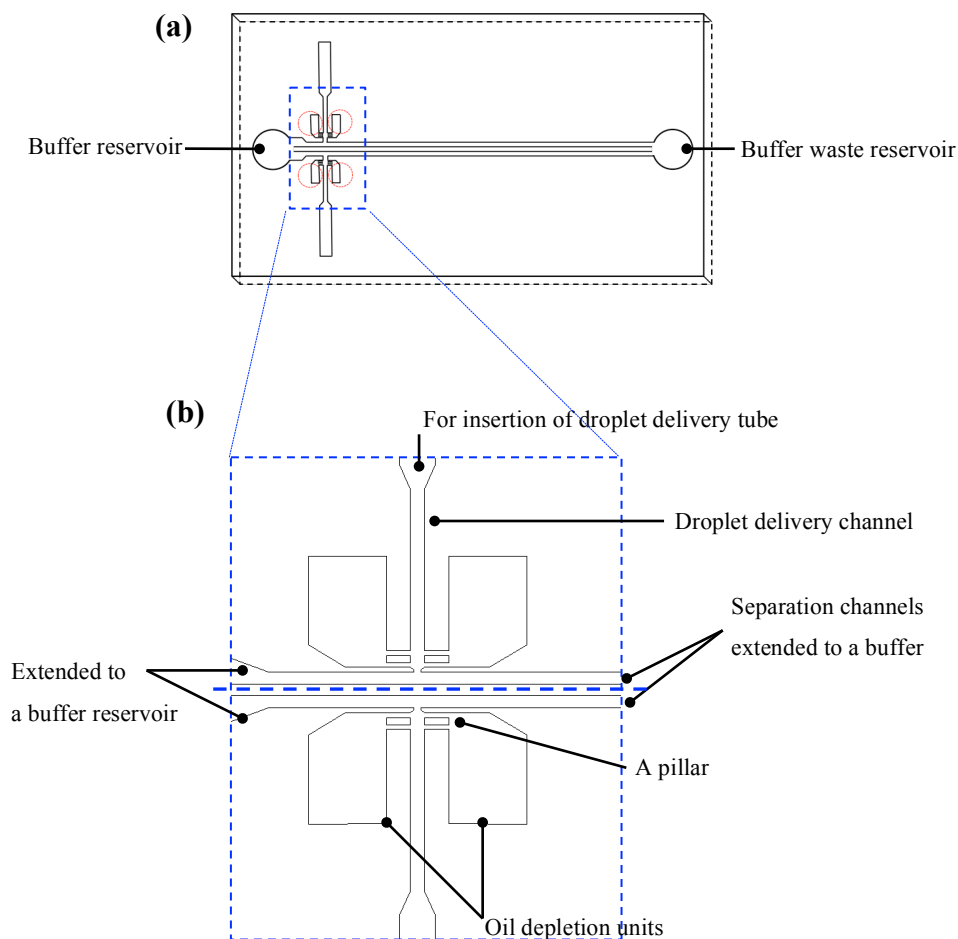 (a)
Buffer reservoir
Buffer waste reservoir
(b)
For insertion of droplet delivery tube
Droplet delivery channel
Separation channels
extended to a buffer
Extended to
a buffer reservoir
A pillar
Oil depletion units